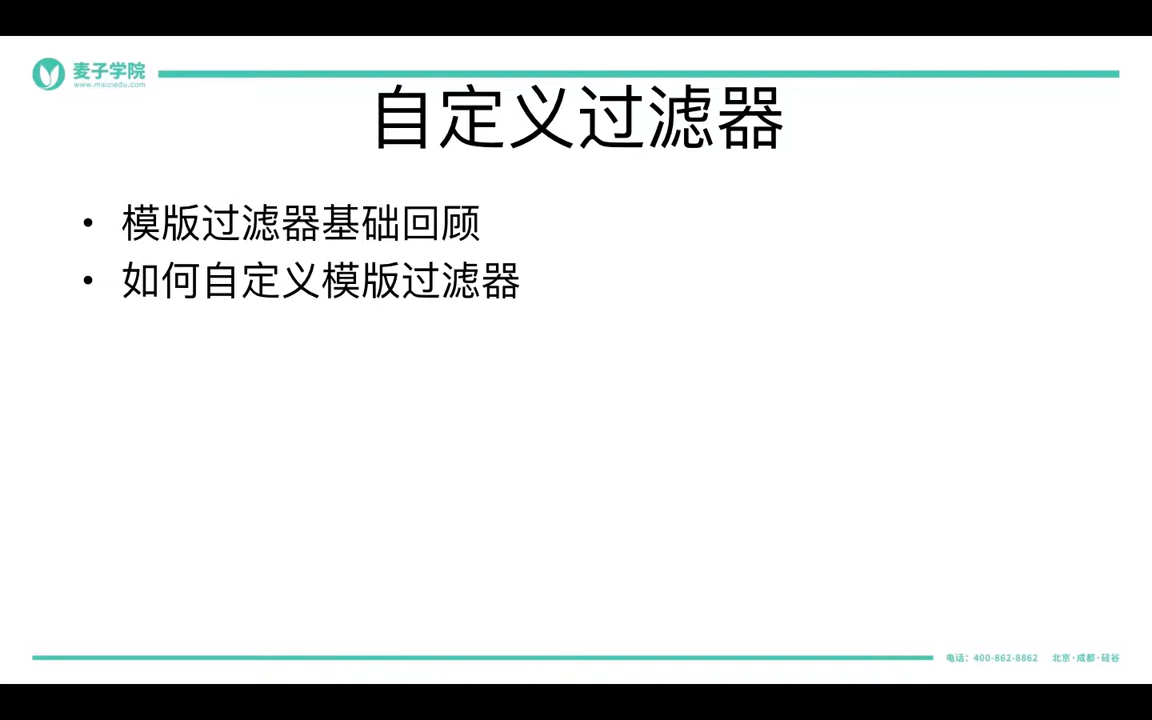 麦子学院
www.maiziedu.com
自定义过滤器
• 模版过滤器基础回顾
• 如何自定义模版过滤器
电话：400-862-8862 北京·成都·硅谷